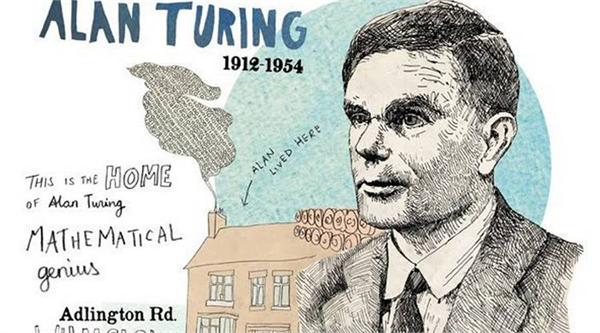 ALAN TURING
1912-1954
ALAN LIVED HERE
THIS IS THE HOME
OF Alan Turing
MATHEMATICAL
genius
Adlington Rd.